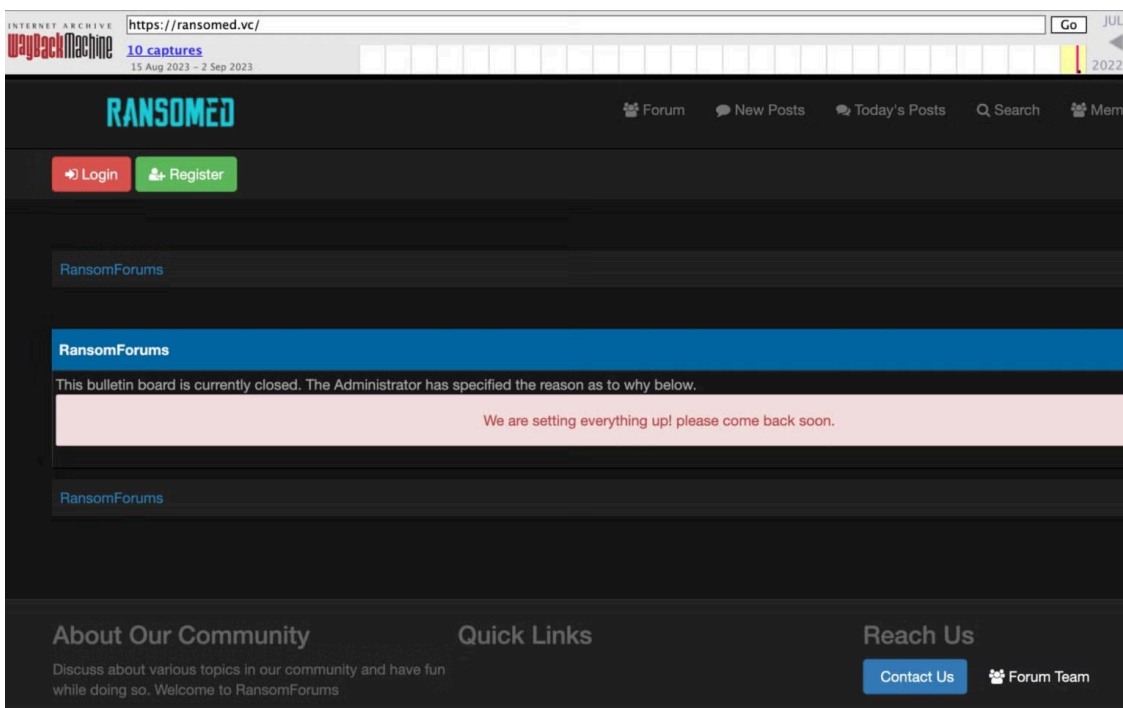 INTERNET ARCHIVE
WayBackMachine
https://ransomed.vc/
Go
JUL
10 captures
15 Aug 2023 – 2 Sep 2023
2022
RANSOMED
Forum
New Posts
Today's Posts
Search
Mem
Login
Register
RansomForums
RansomForums
This bulletin board is currently closed. The Administrator has specified the reason as to why below.
We are setting everything up! please come back soon.
RansomForums
About Our Community
Discuss about various topics in our community and have fun
while doing so. Welcome to RansomForums
Quick Links
Reach Us
Contact Us
Forum Team